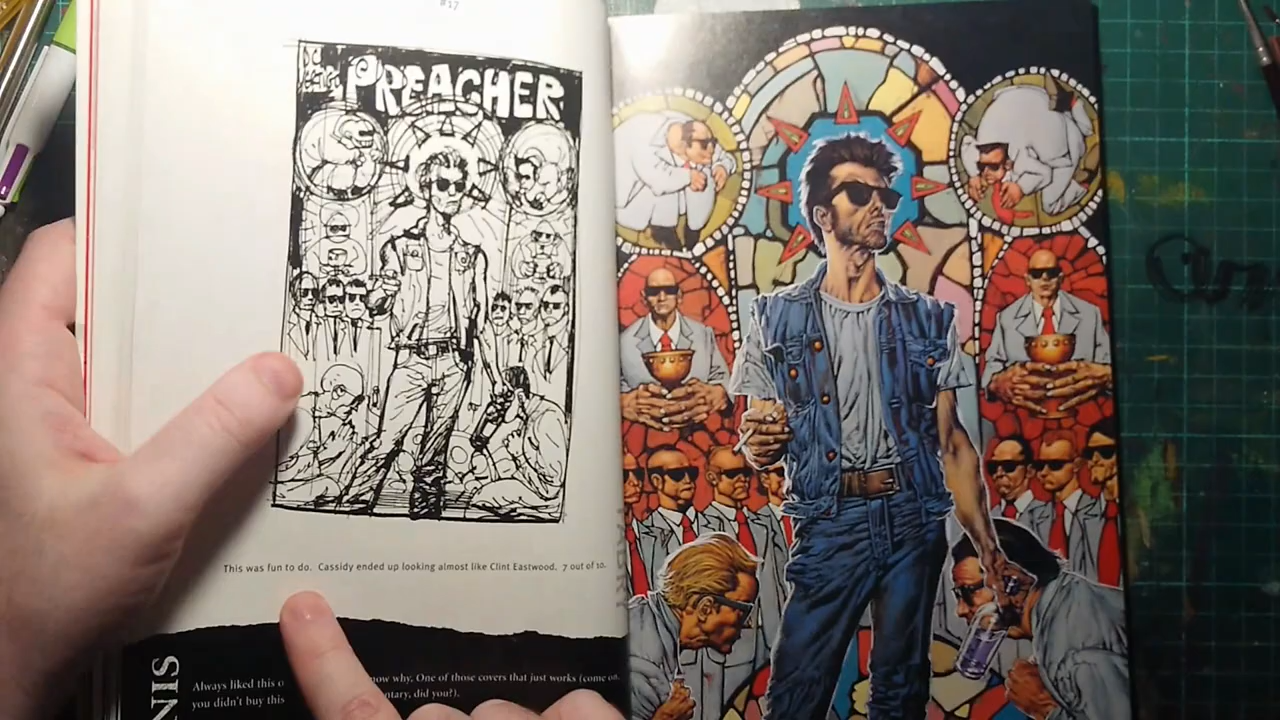 #17
PREACHER
This was fun to do. Cassidy ended up looking almost like Clint Eastwood. 7 out of 10.
NIS
Always liked this o now why. One of those covers that just works (come on,
you didn't buy this ntary, did you?).